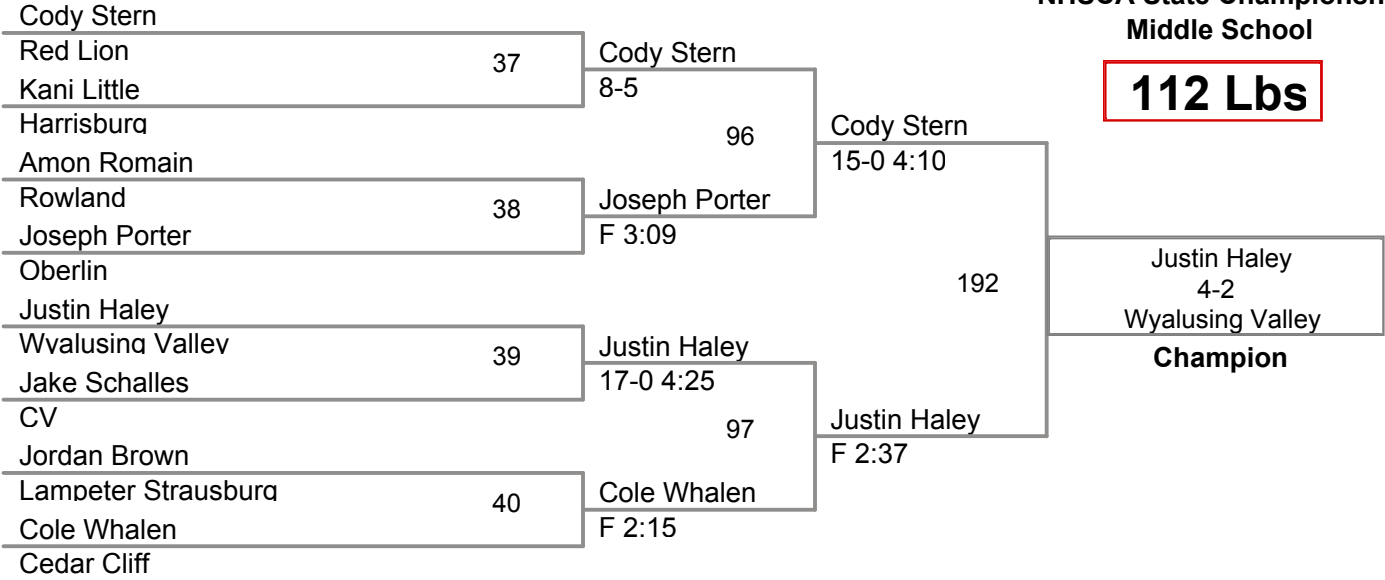 NHSCA State Championsh
Middle School
112 Lbs
Cody Stern
Red Lion
37
Kani Little
Harrisburg
Cody Stern
8-5
96
Amon Romain
Rowland
38
Joseph Porter
Oberlin
Joseph Porter
F 3:09
Cody Stern
15-0 4:10
192
Justin Haley
Wyalusing Valley
39
Jake Schalles
CV
Justin Haley
17-0 4:25
97
Jordan Brown
Lampeter Strausburg
40
Cole Whalen
Cedar Cliff
Cole Whalen
F 2:15
Justin Haley
F 2:37
Justin Haley
4-2
Wyalusing Valley
Champion